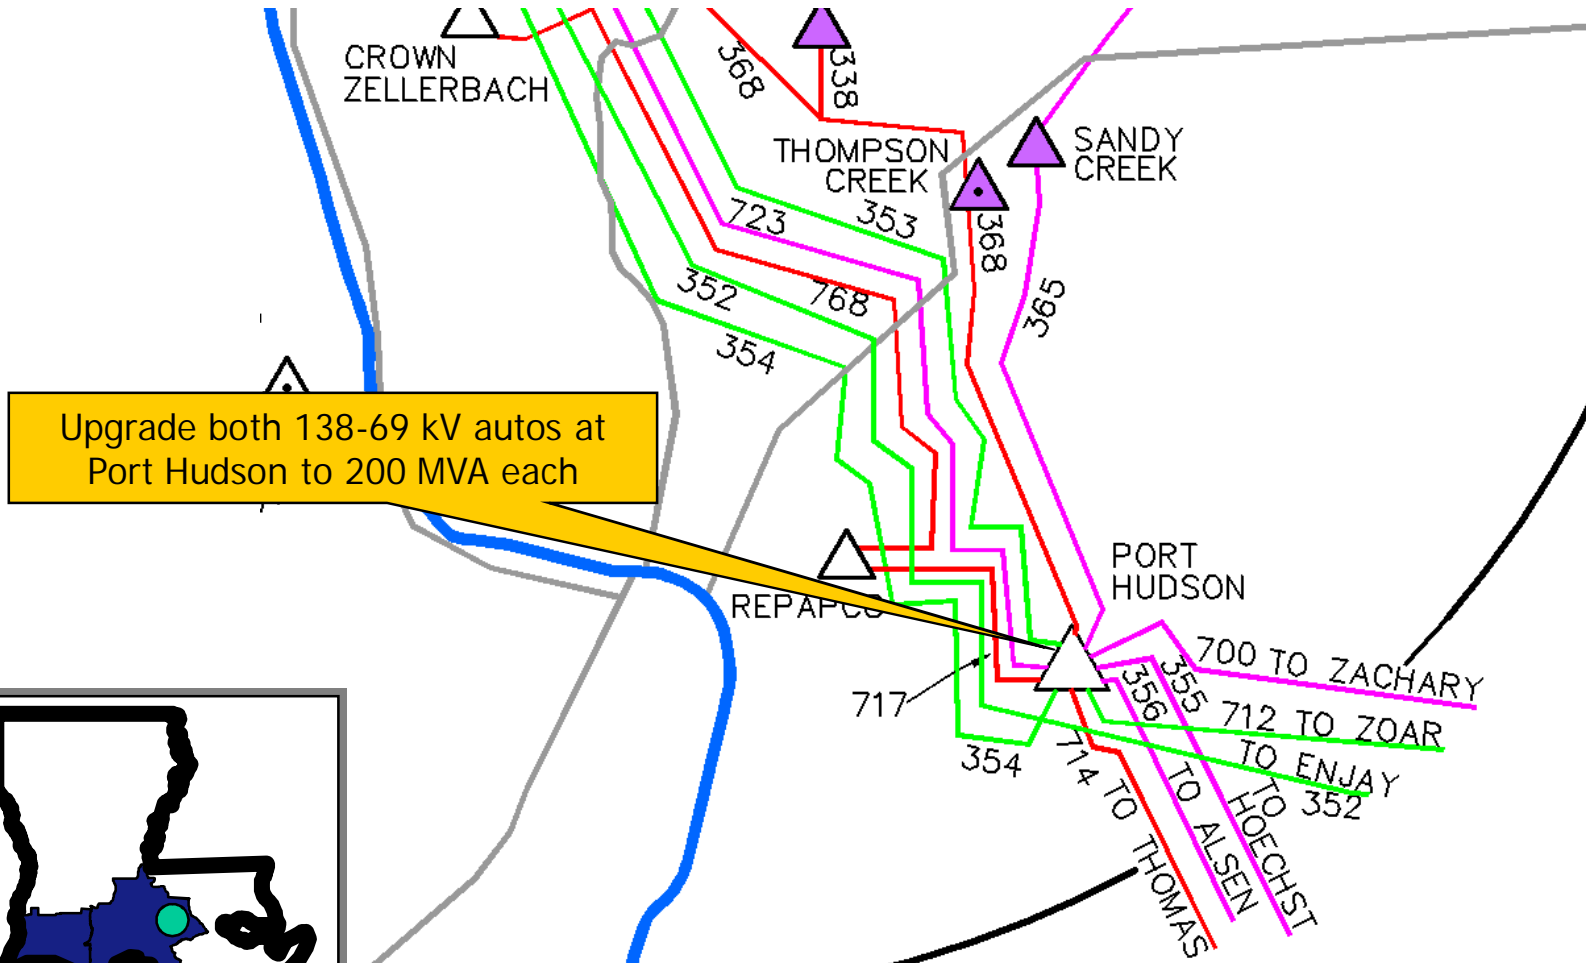 CROWN
ZELLERBACH
368
338
THOMPSON
CREEK
SANDY
CREEK
723
353
368
352
768
365
354
Upgrade both 138-69 kV autos at
Port Hudson to 200 MVA each
PORT
HUDSON
REPAPCO
700 TO ZACHARY
717
356 TO ALSEN
355 TO HOECHST
712 TO ZOAR
354
714 TO THOMAS
TO ENJAY
352